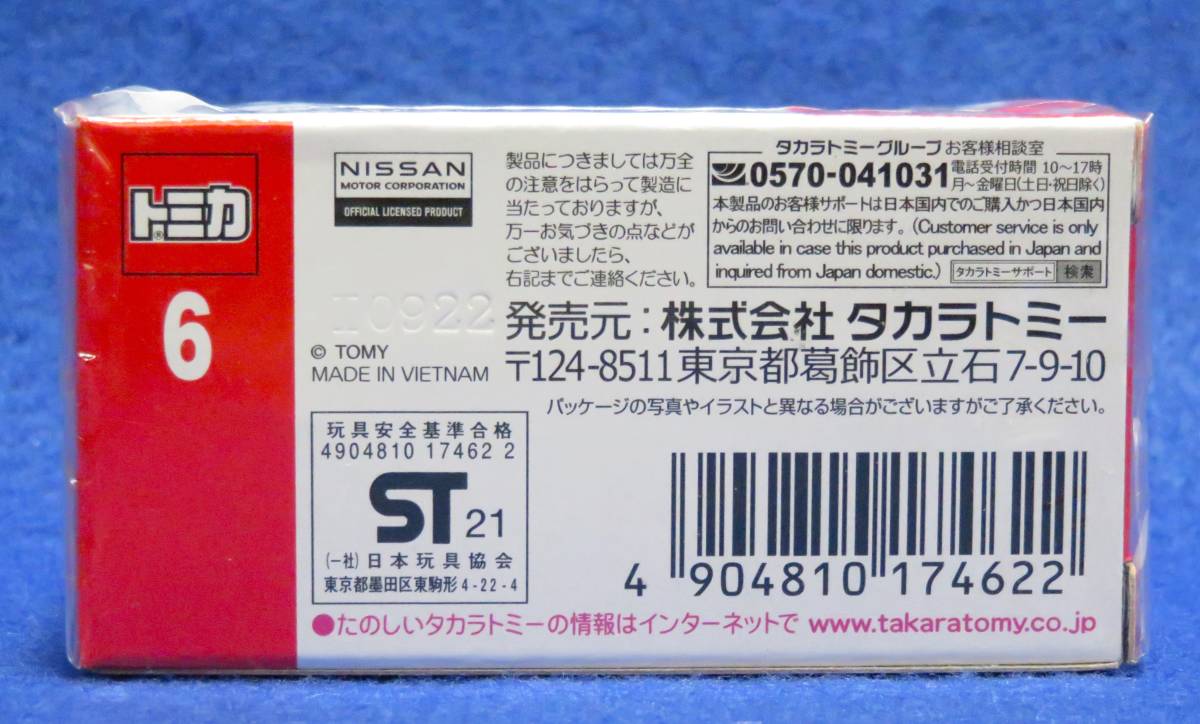 トミカ®
6
NISSAN
MOTOR CORPORATION
OFFICIAL LICENSED PRODUCT
製品につきましては万全
の注意をはらって製造に
当たっておりますが、
万一お気づきの点などが
ございましたら、
右記までご連絡ください。
タカラトミーグループ お客様相談室
0570-041031 電話受付時間 10〜17時
月〜金曜日(土日・祝日除く)
本製品のお客様サポートは日本国内でのご購入かつ日本国内
からのお問い合わせに限ります。(Customer service is only
available in case this product purchased in Japan and
inquired from Japan domestic.) タカラトミーサポート 検索
I0922
© TOMY
MADE IN VIETNAM
発売元：株式会社 タカラトミー
〒124-8511 東京都葛飾区立石7-9-10
パッケージの写真やイラストと異なる場合がございますがご了承ください。
玩具安全基準合格
4904810 17462 2
ST 21
(一社)日本玩具協会
東京都墨田区東駒形4-22-4
4 904810 174622
●たのしいタカラトミーの情報はインターネットで www.takaratomy.co.jp